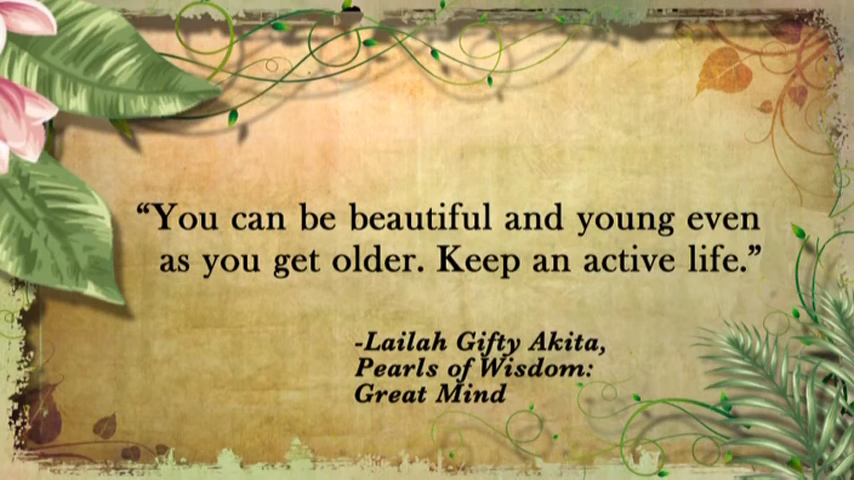 “You can be beautiful and young even
as you get older. Keep an active life.”
-Lailah Gifty Akita,
Pearls of Wisdom:
Great Mind